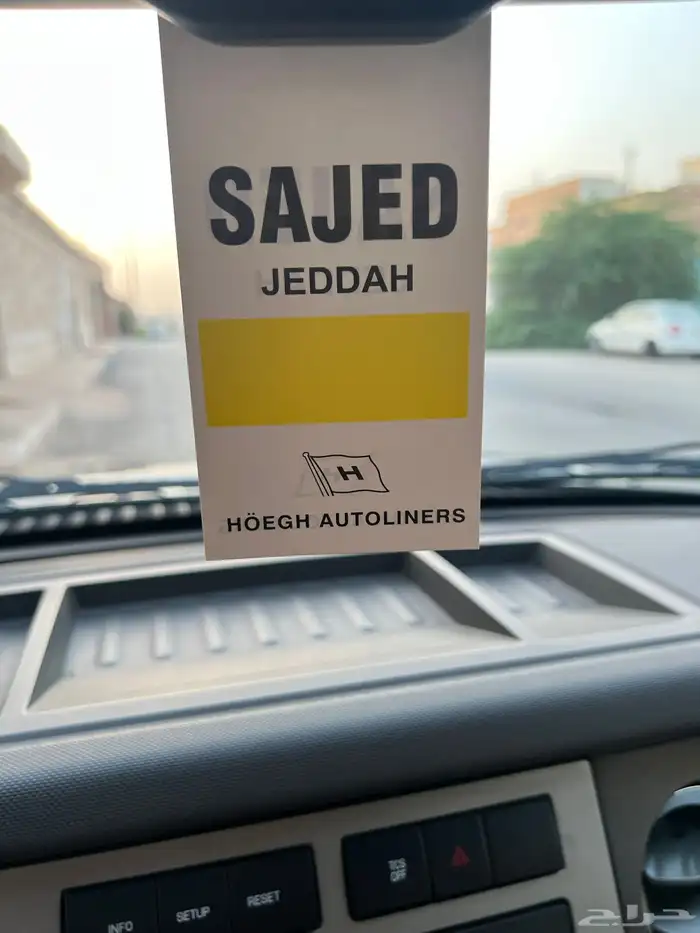 SAJED
JEDDAH
H
HÖEGH AUTOLINERS
INFO
SETUP
RESET
TCS
OFF
حراج